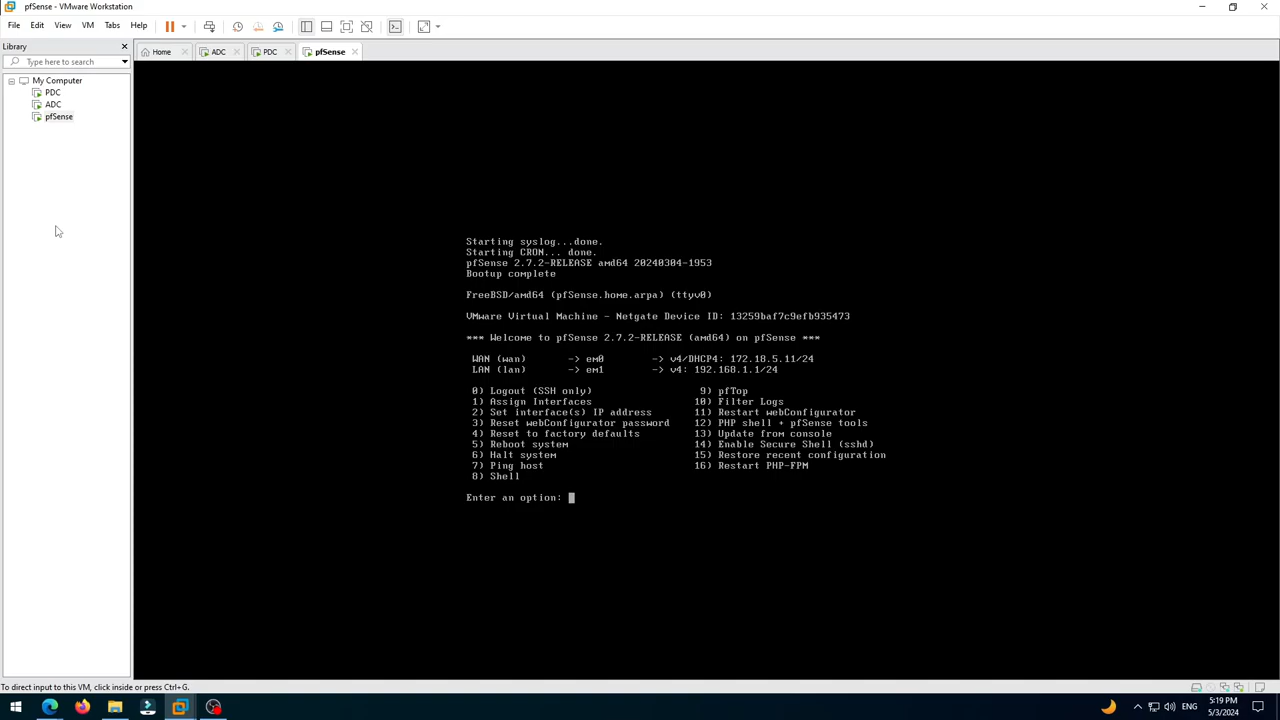 pfSense - VMware Workstation
File Edit View VM Tabs Help
Library
Type here to search
My Computer
PDC
ADC
pfSense
Home ADC PDC pfSense
Starting syslog...done.
Starting CRON... done.
pfSense 2.7.2-RELEASE amd64 20240304-1953
Bootup complete
FreeBSD/amd64 (pfSense.home.arpa) (ttyv0)
VMware Virtual Machine - Netgate Device ID: 13259baf7c9efb935473
*** Welcome to pfSense 2.7.2-RELEASE (amd64) on pfSense ***
WAN (wan) -> em0 -> v4/DHCP4: 172.18.5.11/24
LAN (lan) -> em1 -> v4: 192.168.1.1/24
0) Logout (SSH only) 9) pfTop
1) Assign Interfaces 10) Filter Logs
2) Set interface(s) IP address 11) Restart webConfigurator
3) Reset webConfigurator password 12) PHP shell + pfSense tools
4) Reset to factory defaults 13) Update from console
5) Reboot system 14) Enable Secure Shell (sshd)
6) Halt system 15) Restore recent configuration
7) Ping host 16) Restart PHP-FPM
8) Shell
Enter an option:
To direct input to this VM, click inside or press Ctrl+G.
ENG
5:19 PM
5/3/2024